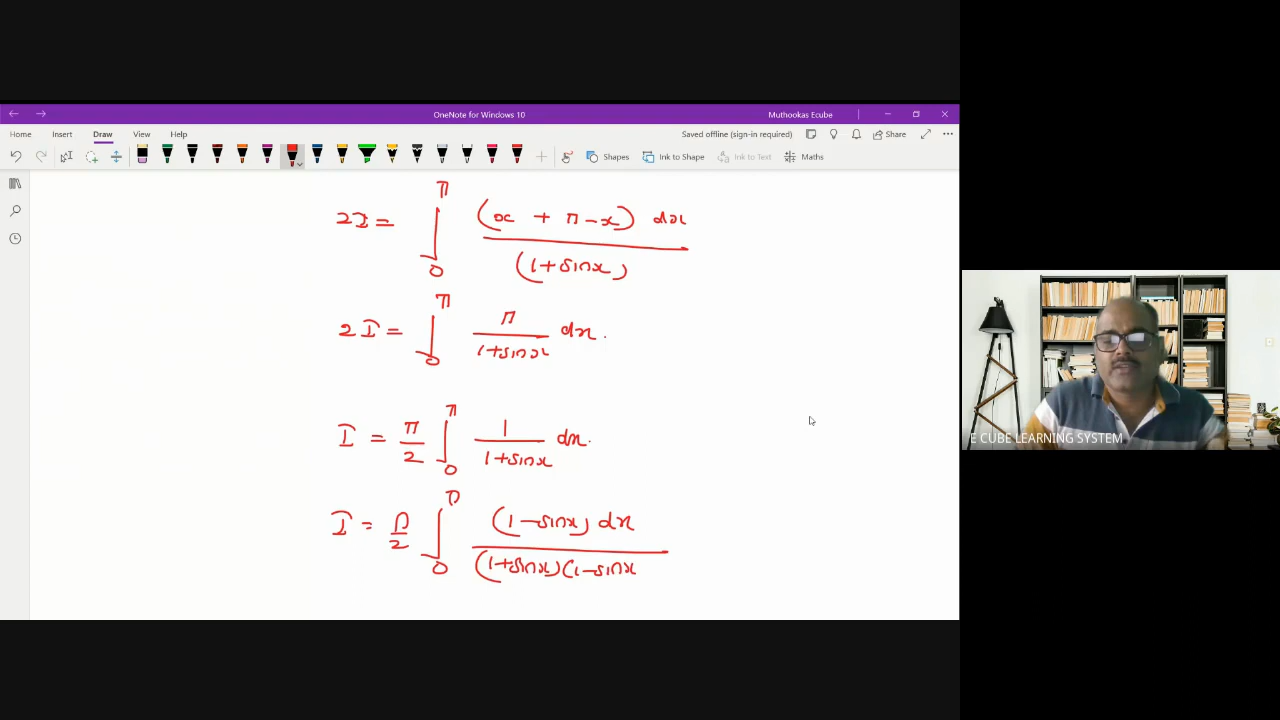 OneNote for Windows 10
Muthookas Ecube
Home Insert Draw View Help
Saved offline (sign-in required)
Share
Shapes
Ink to Shape
Ink to Text
Maths
2I = ∫₀^π (x + π - x) dx / (1 + sinx)
2I = ∫₀^π π / (1+sinx) dx.
I = π/2 ∫₀^π 1 / (1+sinx) dx.
I = π/2 ∫₀^π (1-sinx) dx / (1+sinx)(1-sinx
E CUBE LEARNING SYSTEM